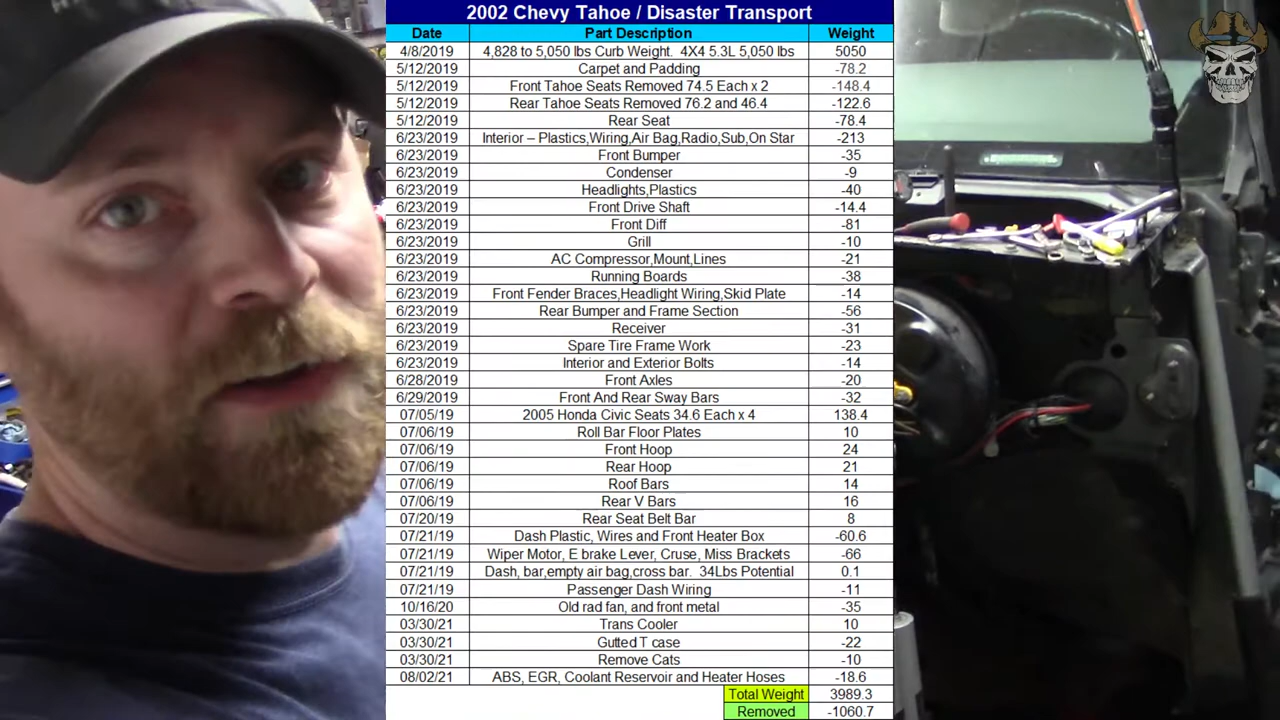 2002 Chevy Tahoe / Disaster Transport
Date Part Description Weight
4/8/2019 4,828 to 5,050 lbs Curb Weight. 4X4 5.3L 5,050 lbs 5050
5/12/2019 Carpet and Padding -78.2
5/12/2019 Front Tahoe Seats Removed 74.5 Each x 2 -148.4
5/12/2019 Rear Tahoe Seats Removed 76.2 and 46.4 -122.6
5/12/2019 Rear Seat -78.4
6/23/2019 Interior – Plastics,Wiring,Air Bag,Radio,Sub,On Star -213
6/23/2019 Front Bumper -35
6/23/2019 Condenser -9
6/23/2019 Headlights,Plastics -40
6/23/2019 Front Drive Shaft -14.4
6/23/2019 Front Diff -81
6/23/2019 Grill -10
6/23/2019 AC Compressor,Mount,Lines -21
6/23/2019 Running Boards -38
6/23/2019 Front Fender Braces,Headlight Wiring,Skid Plate -14
6/23/2019 Rear Bumper and Frame Section -56
6/23/2019 Receiver -31
6/23/2019 Spare Tire Frame Work -23
6/23/2019 Interior and Exterior Bolts -14
6/28/2019 Front Axles -20
6/29/2019 Front And Rear Sway Bars -32
07/05/19 2005 Honda Civic Seats 34.6 Each x 4 138.4
07/06/19 Roll Bar Floor Plates 10
07/06/19 Front Hoop 24
07/06/19 Rear Hoop 21
07/06/19 Roof Bars 14
07/06/19 Rear V Bars 16
07/20/19 Rear Seat Belt Bar 8
07/21/19 Dash Plastic, Wires and Front Heater Box -60.6
07/21/19 Wiper Motor, E brake Lever, Cruse, Miss Brackets -66
07/21/19 Dash, bar,empty air bag,cross bar. 34Lbs Potential 0.1
07/21/19 Passenger Dash Wiring -11
10/16/20 Old rad fan, and front metal -35
03/30/21 Trans Cooler 10
03/30/21 Gutted T case -22
03/30/21 Remove Cats -10
08/02/21 ABS, EGR, Coolant Reservoir and Heater Hoses -18.6
Total Weight 3989.3
Removed -1060.7